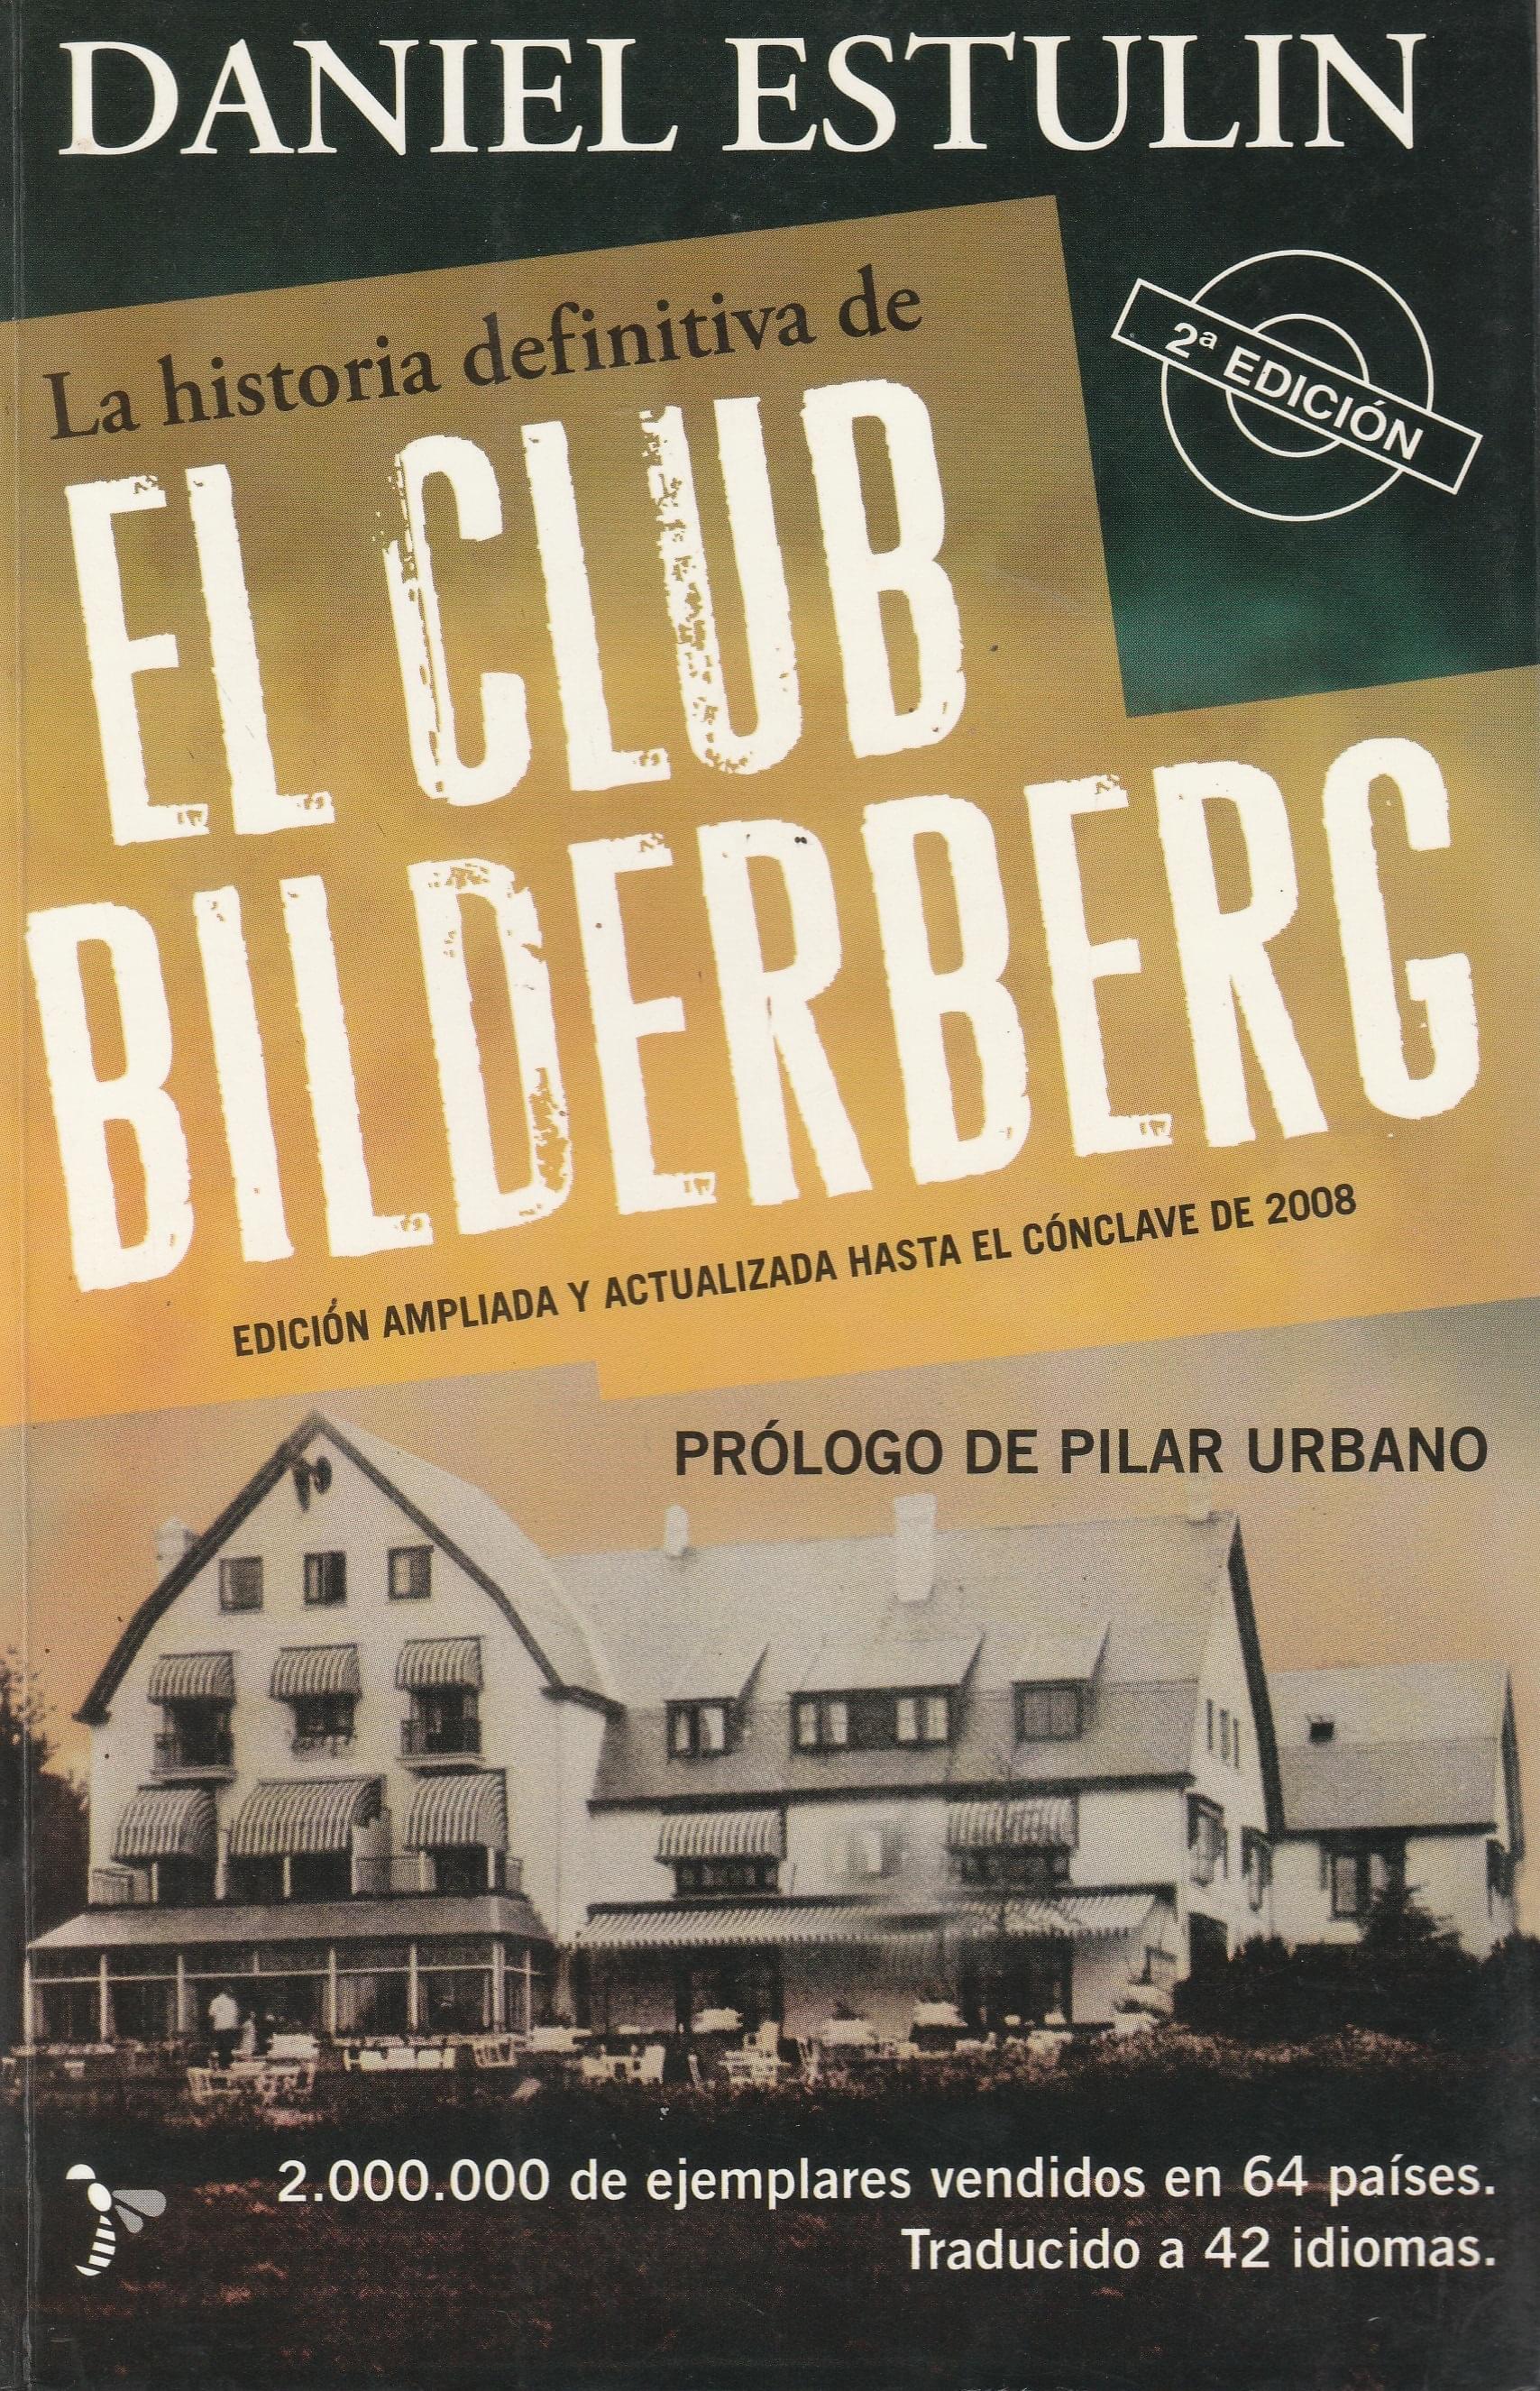 DANIEL ESTULIN
La historia definitiva de
2ª EDICIÓN
EL CLUB
BILDERBERG
EDICIÓN AMPLIADA Y ACTUALIZADA HASTA EL CÓNCLAVE DE 2008
PRÓLOGO DE PILAR URBANO
2.000.000 de ejemplares vendidos en 64 países.
Traducido a 42 idiomas.